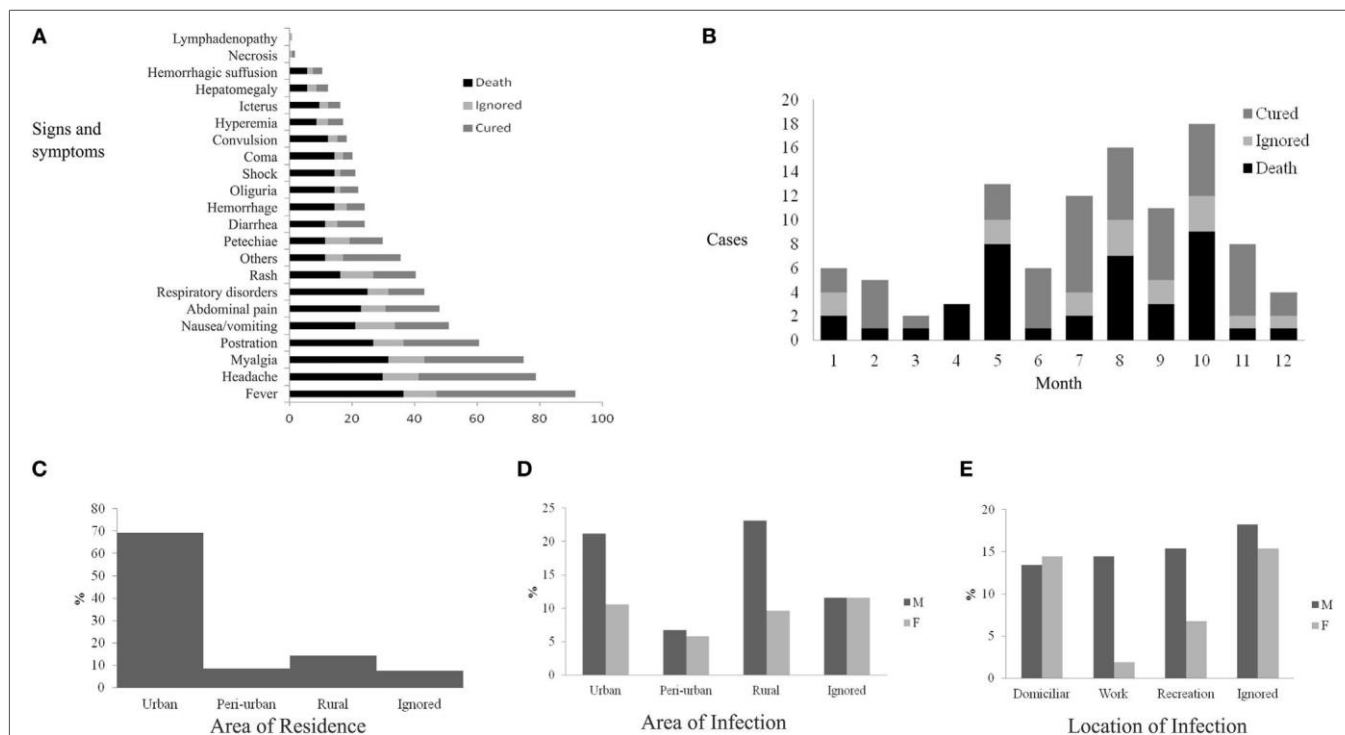 A
Signs and
symptoms
Lymphadenopathy
Necrosis
Hemorrhagic suffusion
Hepatomegaly
Icterus
Hyperemia
Convulsion
Coma
Shock
Oliguria
Hemorrhage
Diarrhea
Petechiae
Others
Rash
Respiratory disorders
Abdominal pain
Nausea/vomiting
Postration
Myalgia
Headache
Fever
Death
Ignored
Cured
0 20 40 60 80 100
B
Cases
20
18
16
14
12
10
8
6
4
2
0
Cured
Ignored
Death
1 2 3 4 5 6 7 8 9 10 11 12
Month
C
%
80
70
60
50
40
30
20
10
0
Urban Peri-urban Rural Ignored
Area of Residence
D
%
25
20
15
10
5
0
M
F
Urban Peri-urban Rural Ignored
Area of Infection
E
%
20
15
10
5
0
M
F
Domiciliar Work Recreation Ignored
Location of Infection